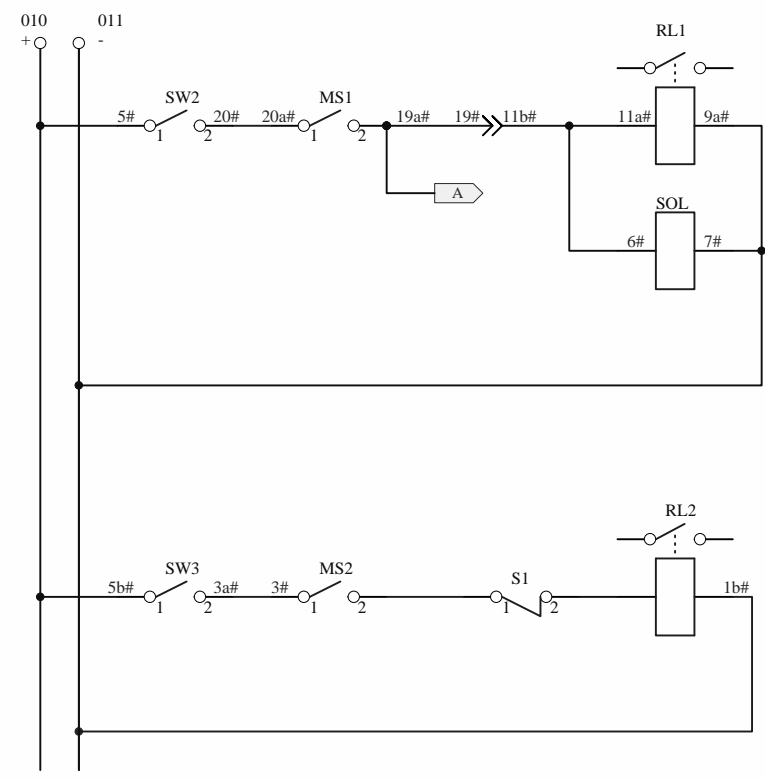 010 011
+ -
RL1
SW2 MS1
5# 20# 20a# 19a# 19# 11b# 11a# 9a#
1 2 1 2
A
SOL
6# 7#
RL2
SW3 MS2 S1
5b# 3a# 3# 1b#
1 2 1 2 1 2